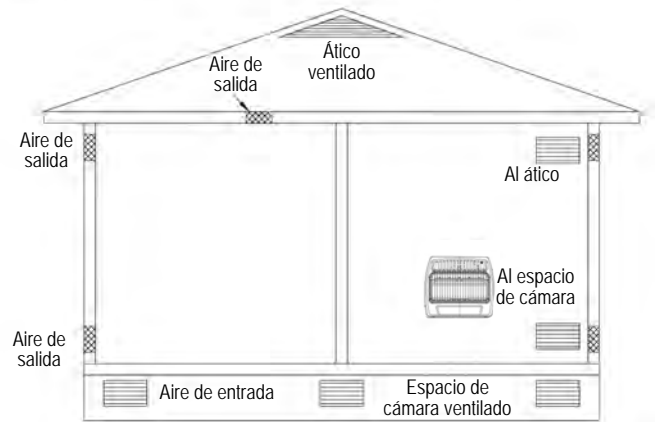 Ático
ventilado
Aire de
salida
Aire de
salida
Al ático
Al espacio
de cámara
Aire de
salida
Aire de entrada
Espacio de
cámara ventilado